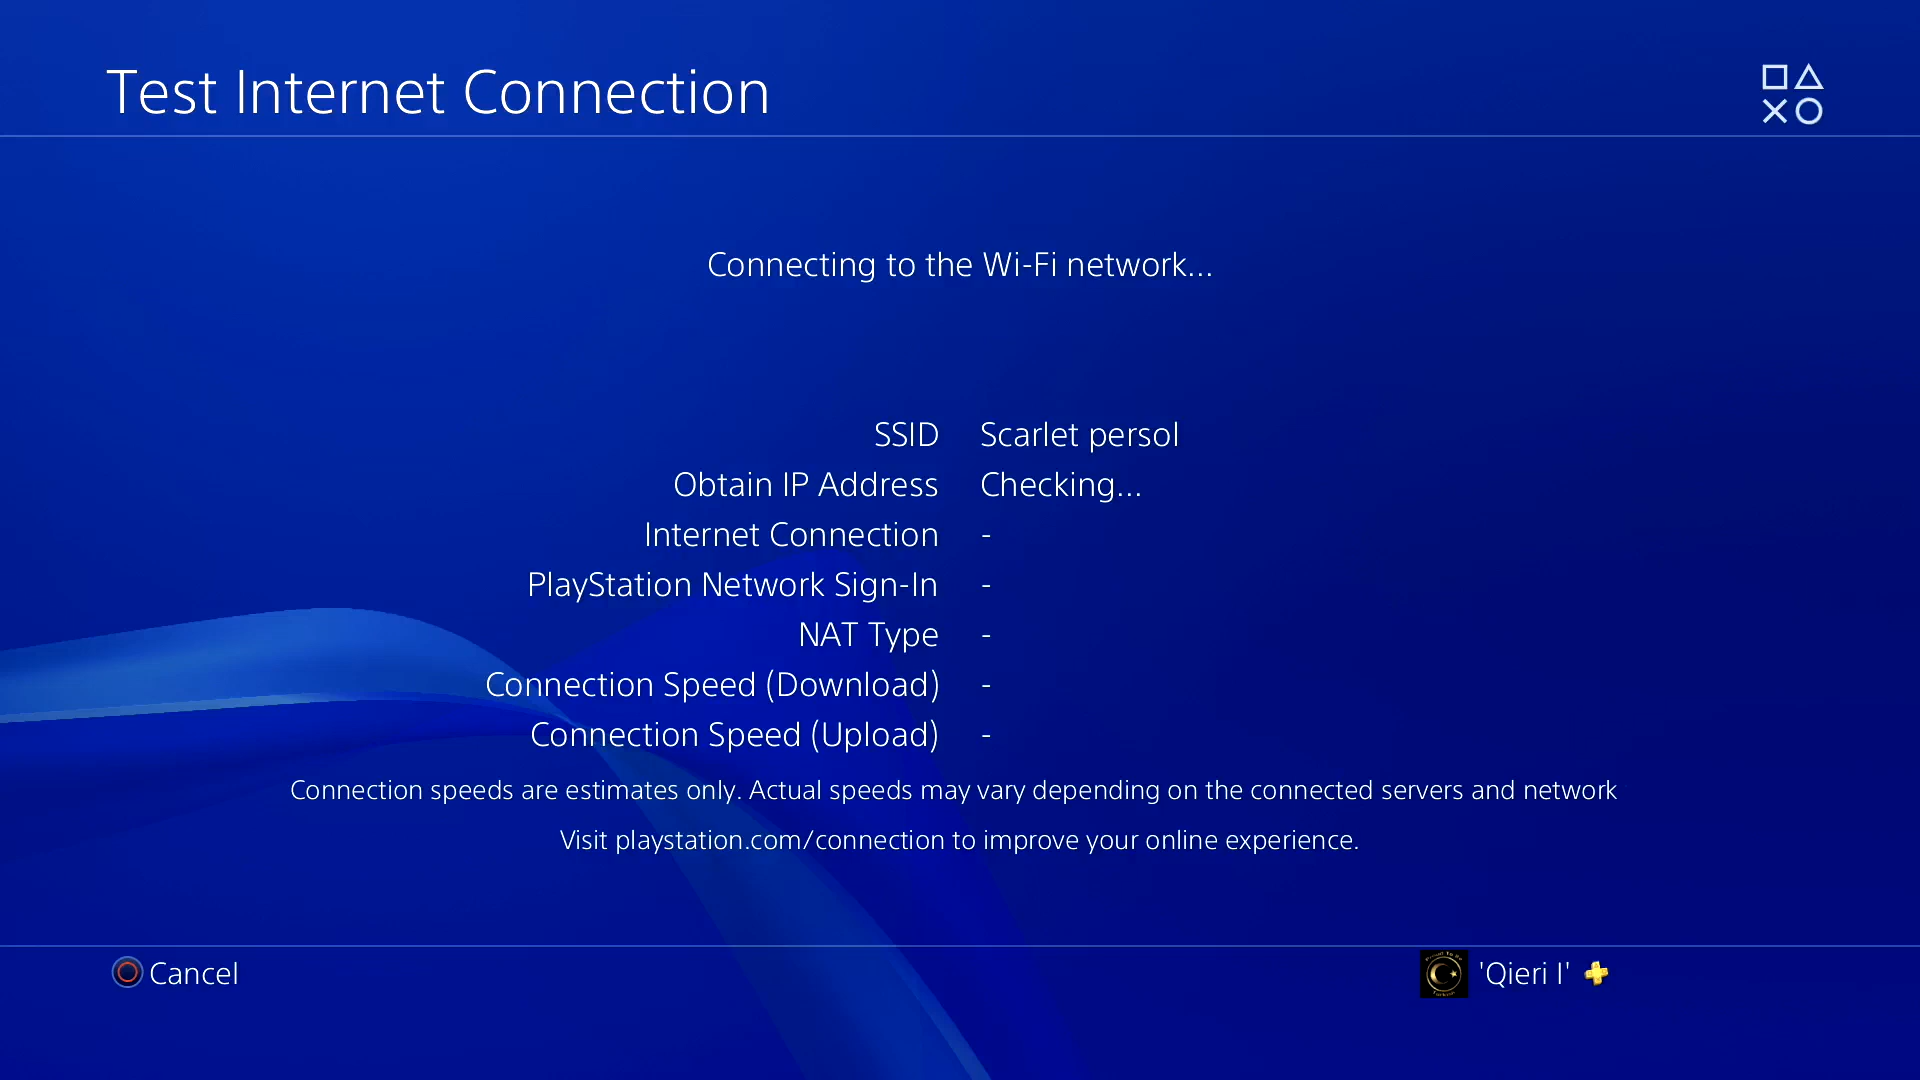 Test Internet Connection
Connecting to the Wi-Fi network...
SSID Scarlet persol
Obtain IP Address Checking...
Internet Connection -
PlayStation Network Sign-In -
NAT Type -
Connection Speed (Download) -
Connection Speed (Upload) -
Connection speeds are estimates only. Actual speeds may vary depending on the connected servers and network
Visit playstation.com/connection to improve your online experience.
Cancel
'Qieri I'